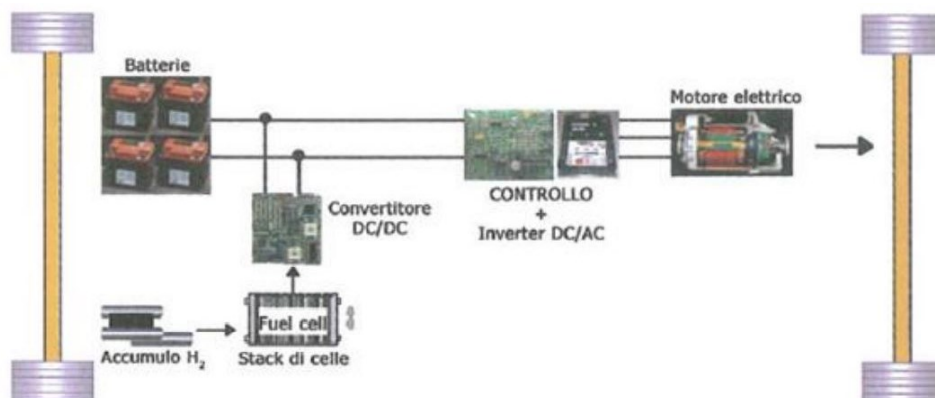 Batterie
Motore elettrico
CONTROLLO
+
Inverter DC/AC
Convertitore
DC/DC
Fuel cell
Accumulo H₂
Stack di celle